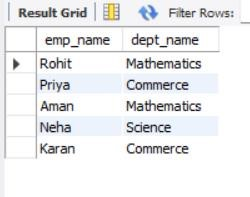 Result Grid Filter Rows:
emp_name dept_name
Rohit Mathematics
Priya Commerce
Aman Mathematics
Neha Science
Karan Commerce